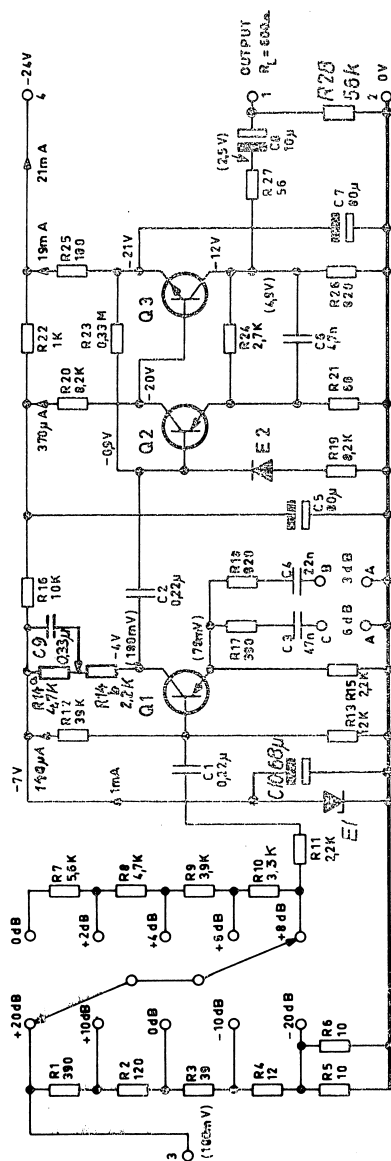 3
(100mV)
R1
390
R2
120
R3
39
R4
12
R5
10
R6
10
+20dB
+10dB
0dB
-10dB
-20dB
0dB
+2dB
+4dB
+6dB
+8dB
R7
5,6K
R8
4,7K
R9
3,9K
R10
3,3K
R11
2,2K
C1
0,22µ
-7V
1mA
C10 68µ
E1
R12
39K
R13
12K
R14a
4,7K
C9
0,33µ
R14b
2,2K
-4V
(180mV)
Q1
(72mV)
R15
2,2K
R16
10K
R17
390
R18
820
C3
47n
C4
22n
C
B
6 dB
3 dB
A
A
C2
0,22µ
C5
80µ
R19
8,2K
E2
-0,9V
370µA
R20
8,2K
-20V
Q2
R21
68
R22
1K
R23
0,33M
R24
2,7K
C6
4,7n
19mA
R25
180
-21V
Q3
-12V
(4,8V)
R26
820
C7
80µ
R27
56
(2,5V)
C8
10µ
21mA
-24V
4
OUTPUT
R_L=600Ω
1
R28
56K
2
0V